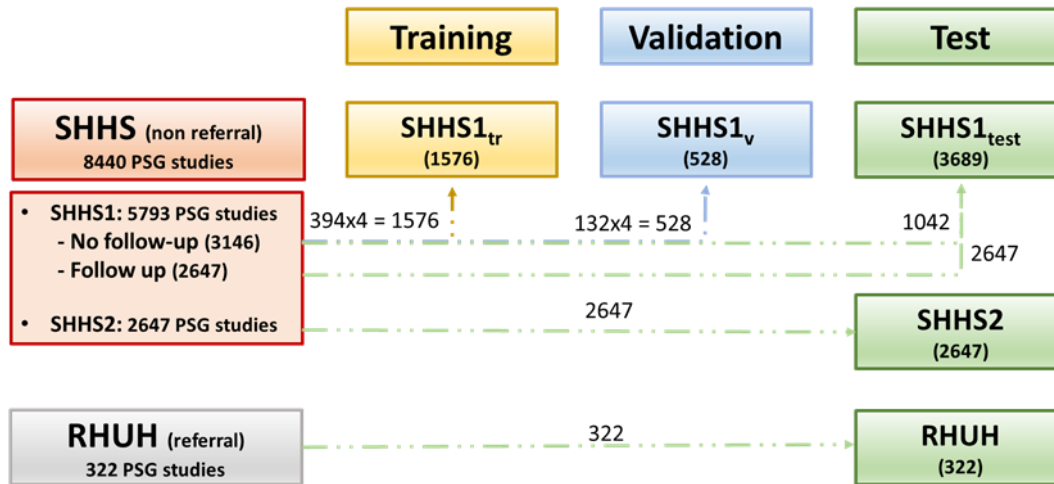 Training
Validation
Test
SHHS (non referral)
8440 PSG studies
SHHS1tr
(1576)
SHHS1v
(528)
SHHS1test
(3689)
• SHHS1: 5793 PSG studies
- No follow-up (3146)
- Follow up (2647)
• SHHS2: 2647 PSG studies
394x4 = 1576
132x4 = 528
1042
2647
2647
SHHS2
(2647)
RHUH (referral)
322 PSG studies
322
RHUH
(322)